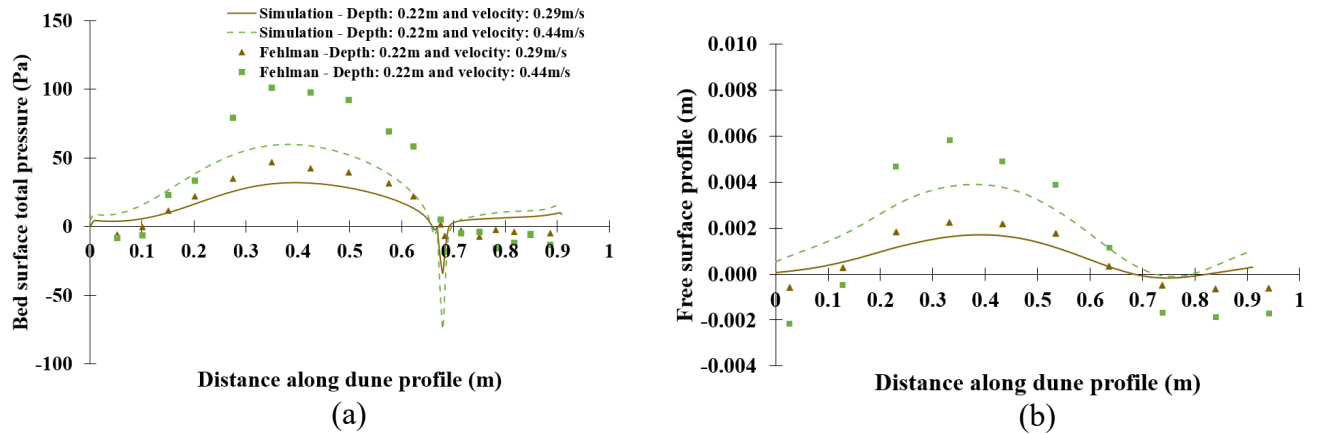 Simulation - Depth: 0.22m and velocity: 0.29m/s
Simulation - Depth: 0.22m and velocity: 0.44m/s
Fehlman -Depth: 0.22m and velocity: 0.29m/s
Fehlman - Depth: 0.22m and velocity: 0.44m/s
Bed surface total pressure (Pa)
150
100
50
0
-50
-100
0 0.1 0.2 0.3 0.4 0.5 0.6 0.7 0.8 0.9 1
Distance along dune profile (m)
(a)
Free surface profile (m)
0.010
0.008
0.006
0.004
0.002
0.000
-0.002
-0.004
0 0.1 0.2 0.3 0.4 0.5 0.6 0.7 0.8 0.9 1
Distance along dune profile (m)
(b)